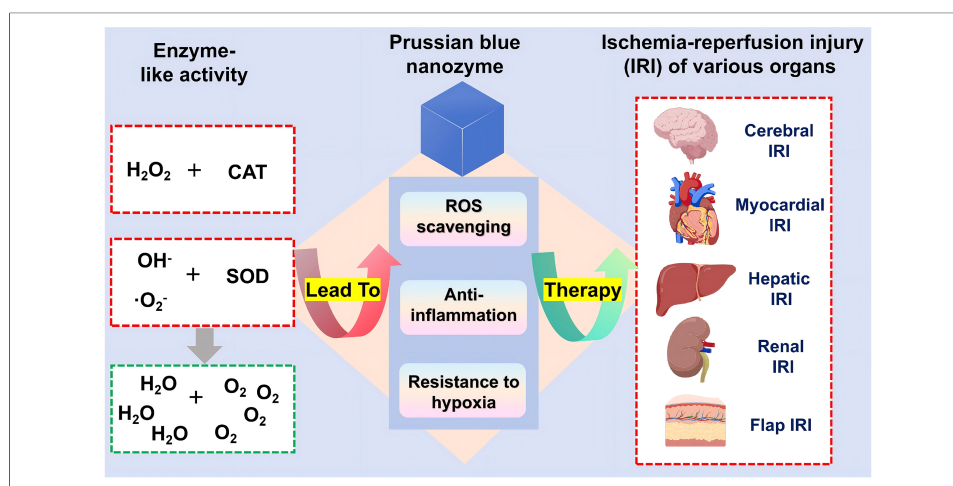 Enzyme-
like activity
H₂O₂ + CAT
OH⁻
+ SOD
·O₂⁻
H₂O + O₂ O₂
H₂O O₂
H₂O O₂
Lead To
Prussian blue
nanozyme
ROS
scavenging
Anti-
inflammation
Resistance to
hypoxia
Therapy
Ischemia-reperfusion injury
(IRI) of various organs
Cerebral
IRI
Myocardial
IRI
Hepatic
IRI
Renal
IRI
Flap IRI